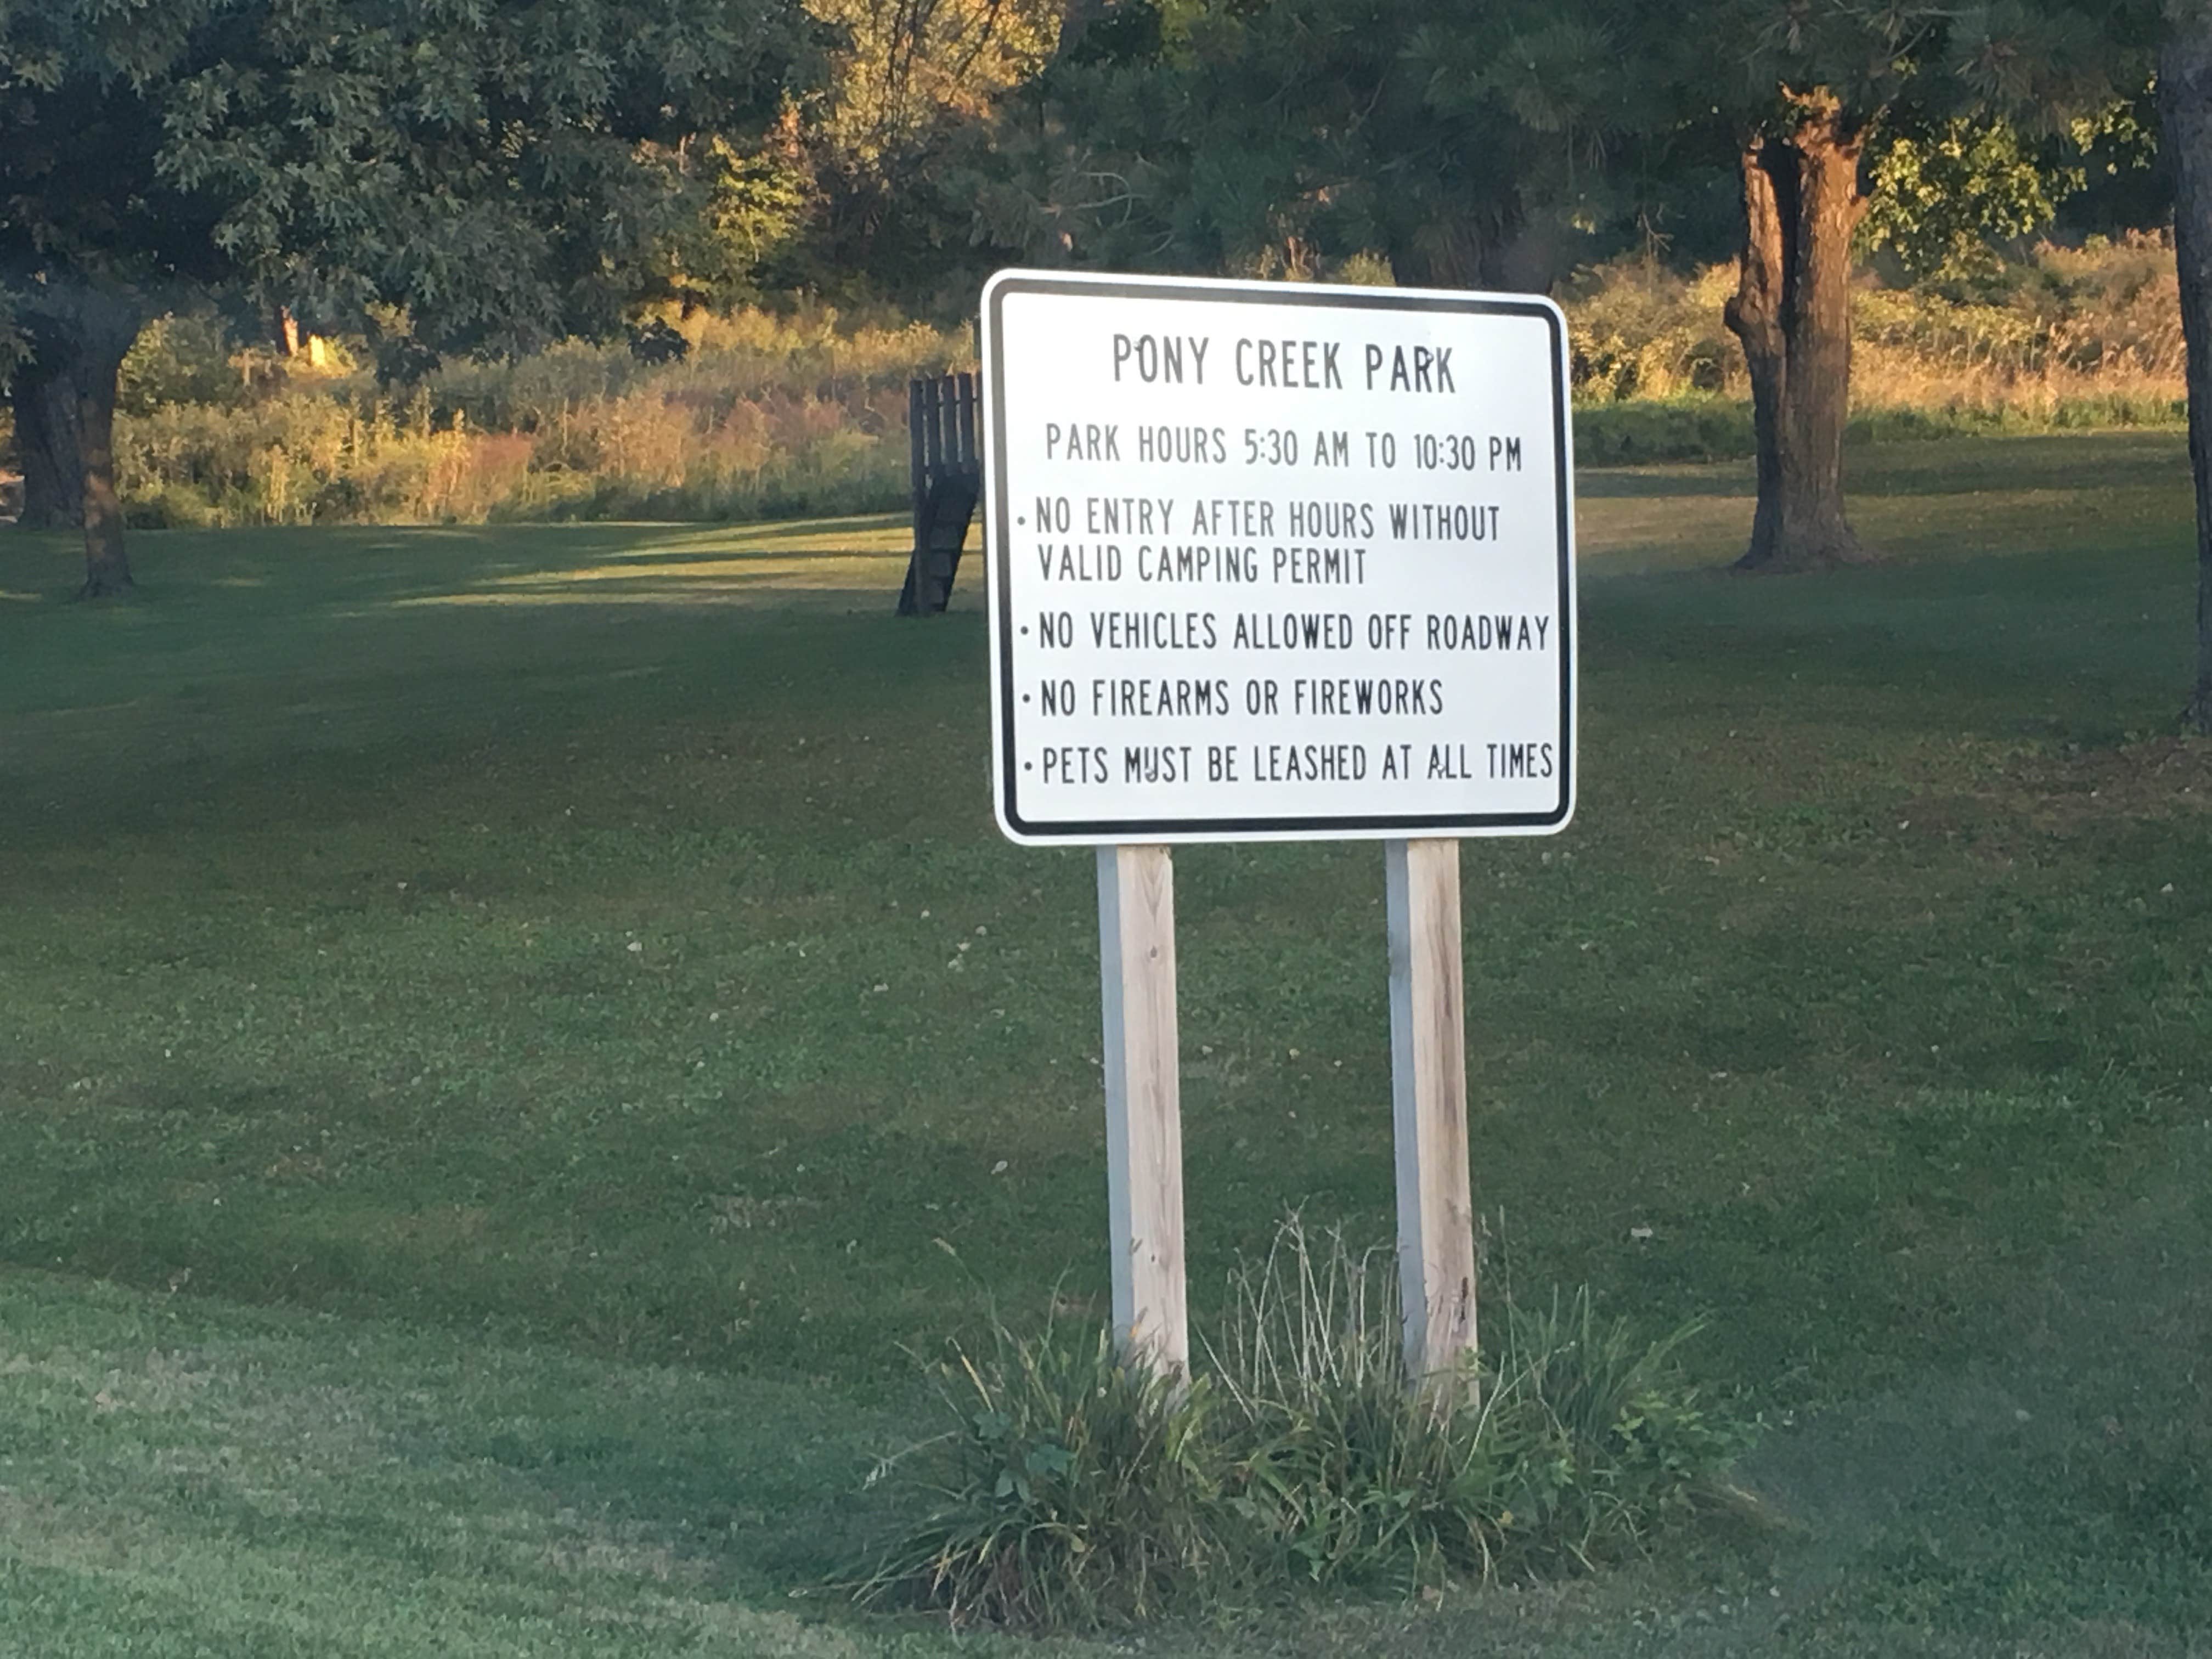 PONY CREEK PARK
PARK HOURS 5:30 AM TO 10:30 PM
• NO ENTRY AFTER HOURS WITHOUT
VALID CAMPING PERMIT
• NO VEHICLES ALLOWED OFF ROADWAY
• NO FIREARMS OR FIREWORKS
• PETS MUST BE LEASHED AT ALL TIMES